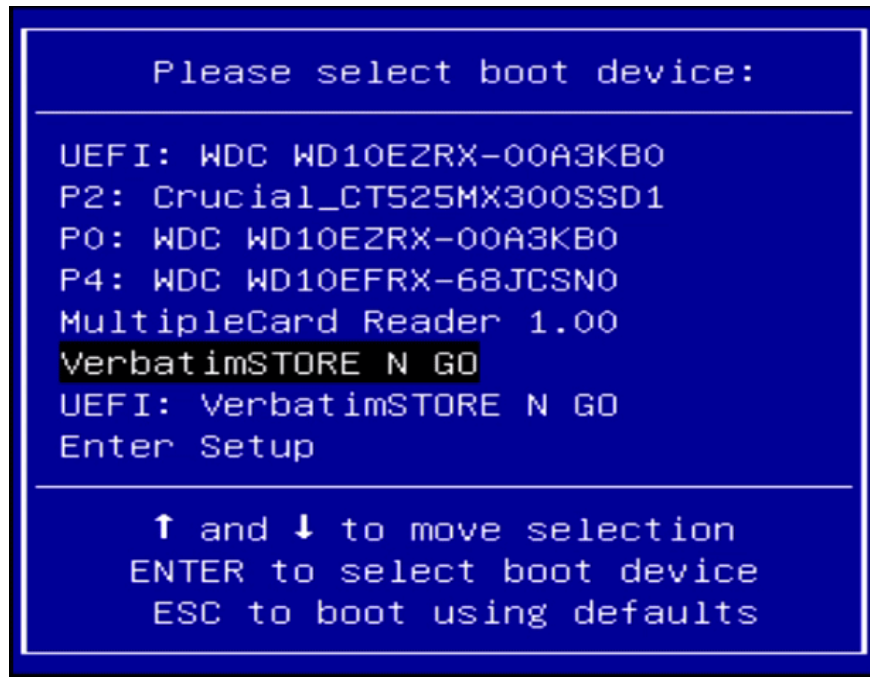 Please select boot device:
UEFI: WDC WD10EZRX-00A3KB0
P2: Crucial_CT525MX300SSD1
P0: WDC WD10EZRX-00A3KB0
P4: WDC WD10EFRX-68JCSN0
MultipleCard Reader 1.00
VerbatimSTORE N GO
UEFI: VerbatimSTORE N GO
Enter Setup
↑ and ↓ to move selection
ENTER to select boot device
ESC to boot using defaults